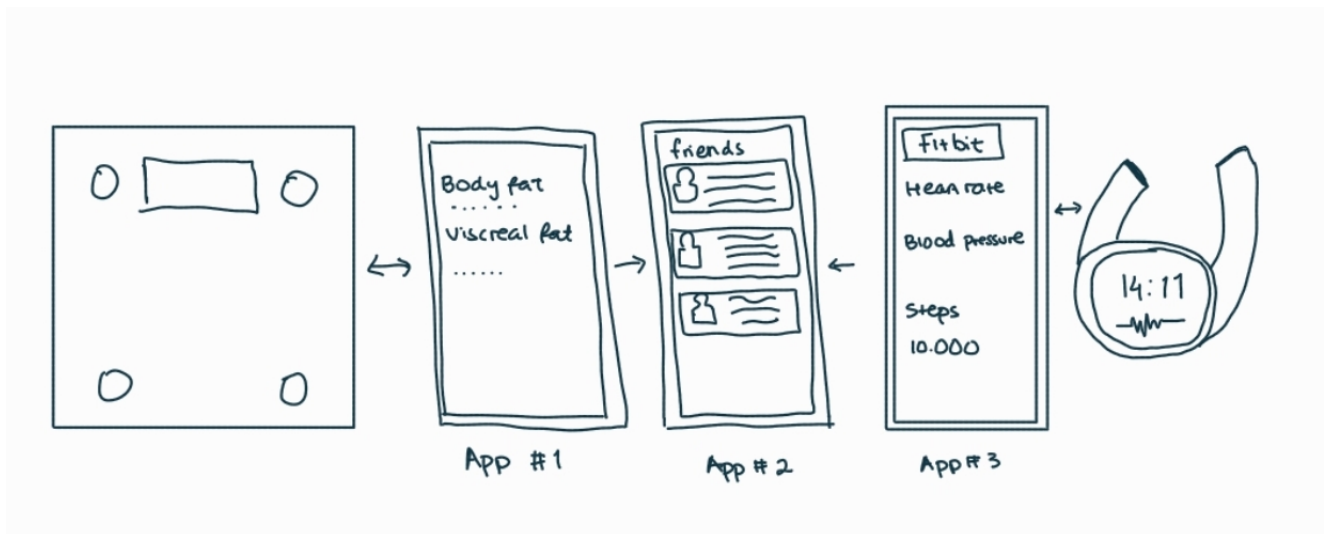 Body fat
......
Viscreal fat
......
App #1
friends
App #2
Fitbit
Hean rate
Blood pressure
Steps
10.000
App #3
14:11